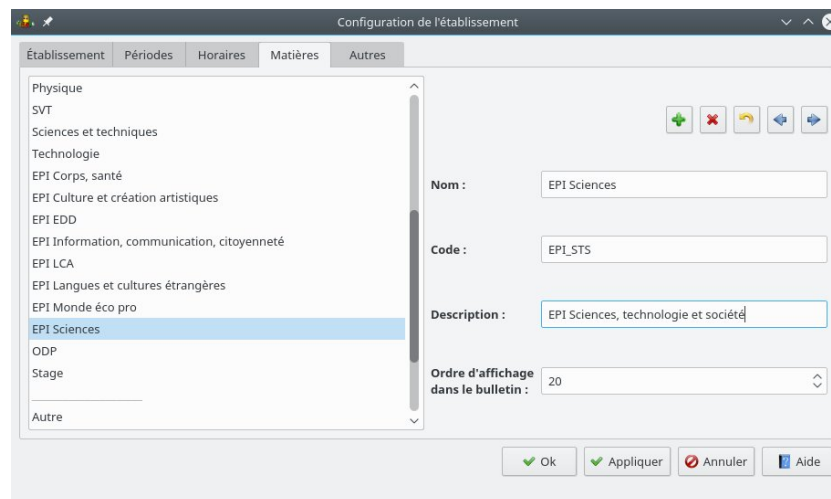 Configuration de l'établissement
Établissement Périodes Horaires Matières Autres
Physique
SVT
Sciences et techniques
Technologie
EPI Corps, santé
EPI Culture et création artistiques
EPI EDD
EPI Information, communication, citoyenneté
EPI LCA
EPI Langues et cultures étrangères
EPI Monde éco pro
EPI Sciences
ODP
Stage
Autre
Nom : EPI Sciences
Code : EPI_STS
Description : EPI Sciences, technologie et société
Ordre d'affichage
dans le bulletin : 20
Ok Appliquer Annuler Aide